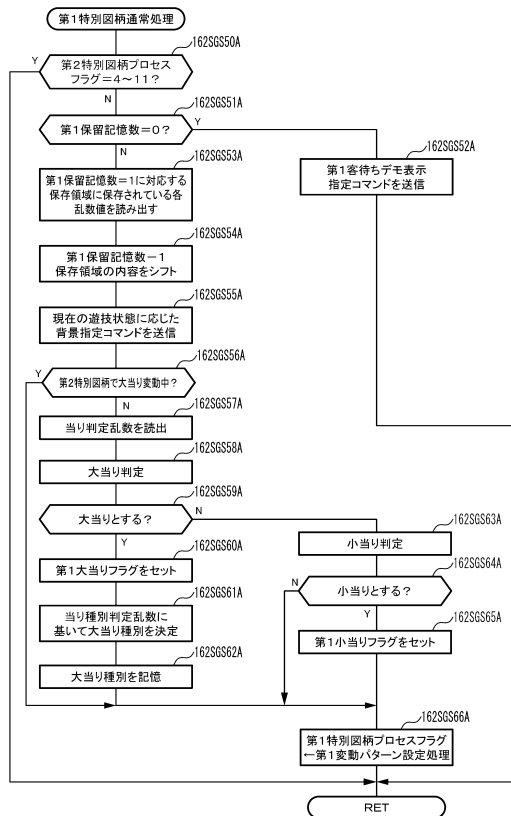 第1特別図柄通常処理
162SGS50A
第2特別図柄プロセス
フラグ=4~11?
Y
N
162SGS51A
第1保留記憶数=0?
Y
N
162SGS52A
第1客待ちデモ表示
指定コマンドを送信
162SGS53A
第1保留記憶数=1に対応する
保存領域に保存されている各
乱数値を読み出す
162SGS54A
第1保留記憶数-1
保存領域の内容をシフト
162SGS55A
現在の遊技状態に応じた
背景指定コマンドを送信
162SGS56A
第2特別図柄で大当り変動中?
Y
N
162SGS57A
当り判定乱数を読出
162SGS58A
大当り判定
162SGS59A
大当りとする?
N
Y
162SGS60A
第1大当りフラグをセット
162SGS61A
当り種別判定乱数に
基いて大当り種別を決定
162SGS62A
大当り種別を記憶
162SGS63A
小当り判定
162SGS64A
小当りとする?
N
Y
162SGS65A
第1小当りフラグをセット
162SGS66A
第1特別図柄プロセスフラグ
←第1変動パターン設定処理
RET